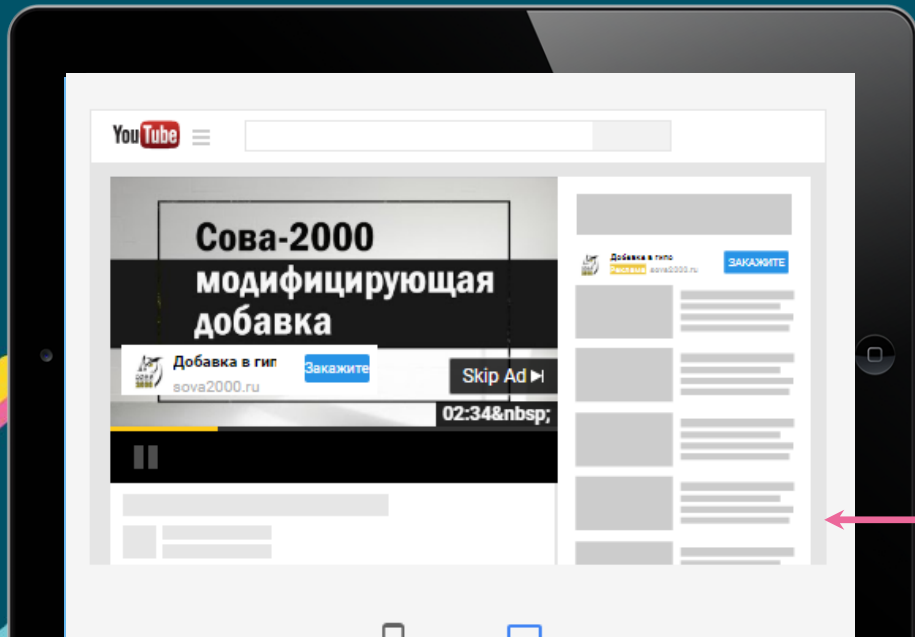 YouTube
Сова-2000
модифицирующая
добавка
Добавка в гип
Закажите
sova2000.ru
Skip Ad
02:34&nbsp;
Добавка в гипс
ЗАКАЖИТЕ
Реклама sova2000.ru